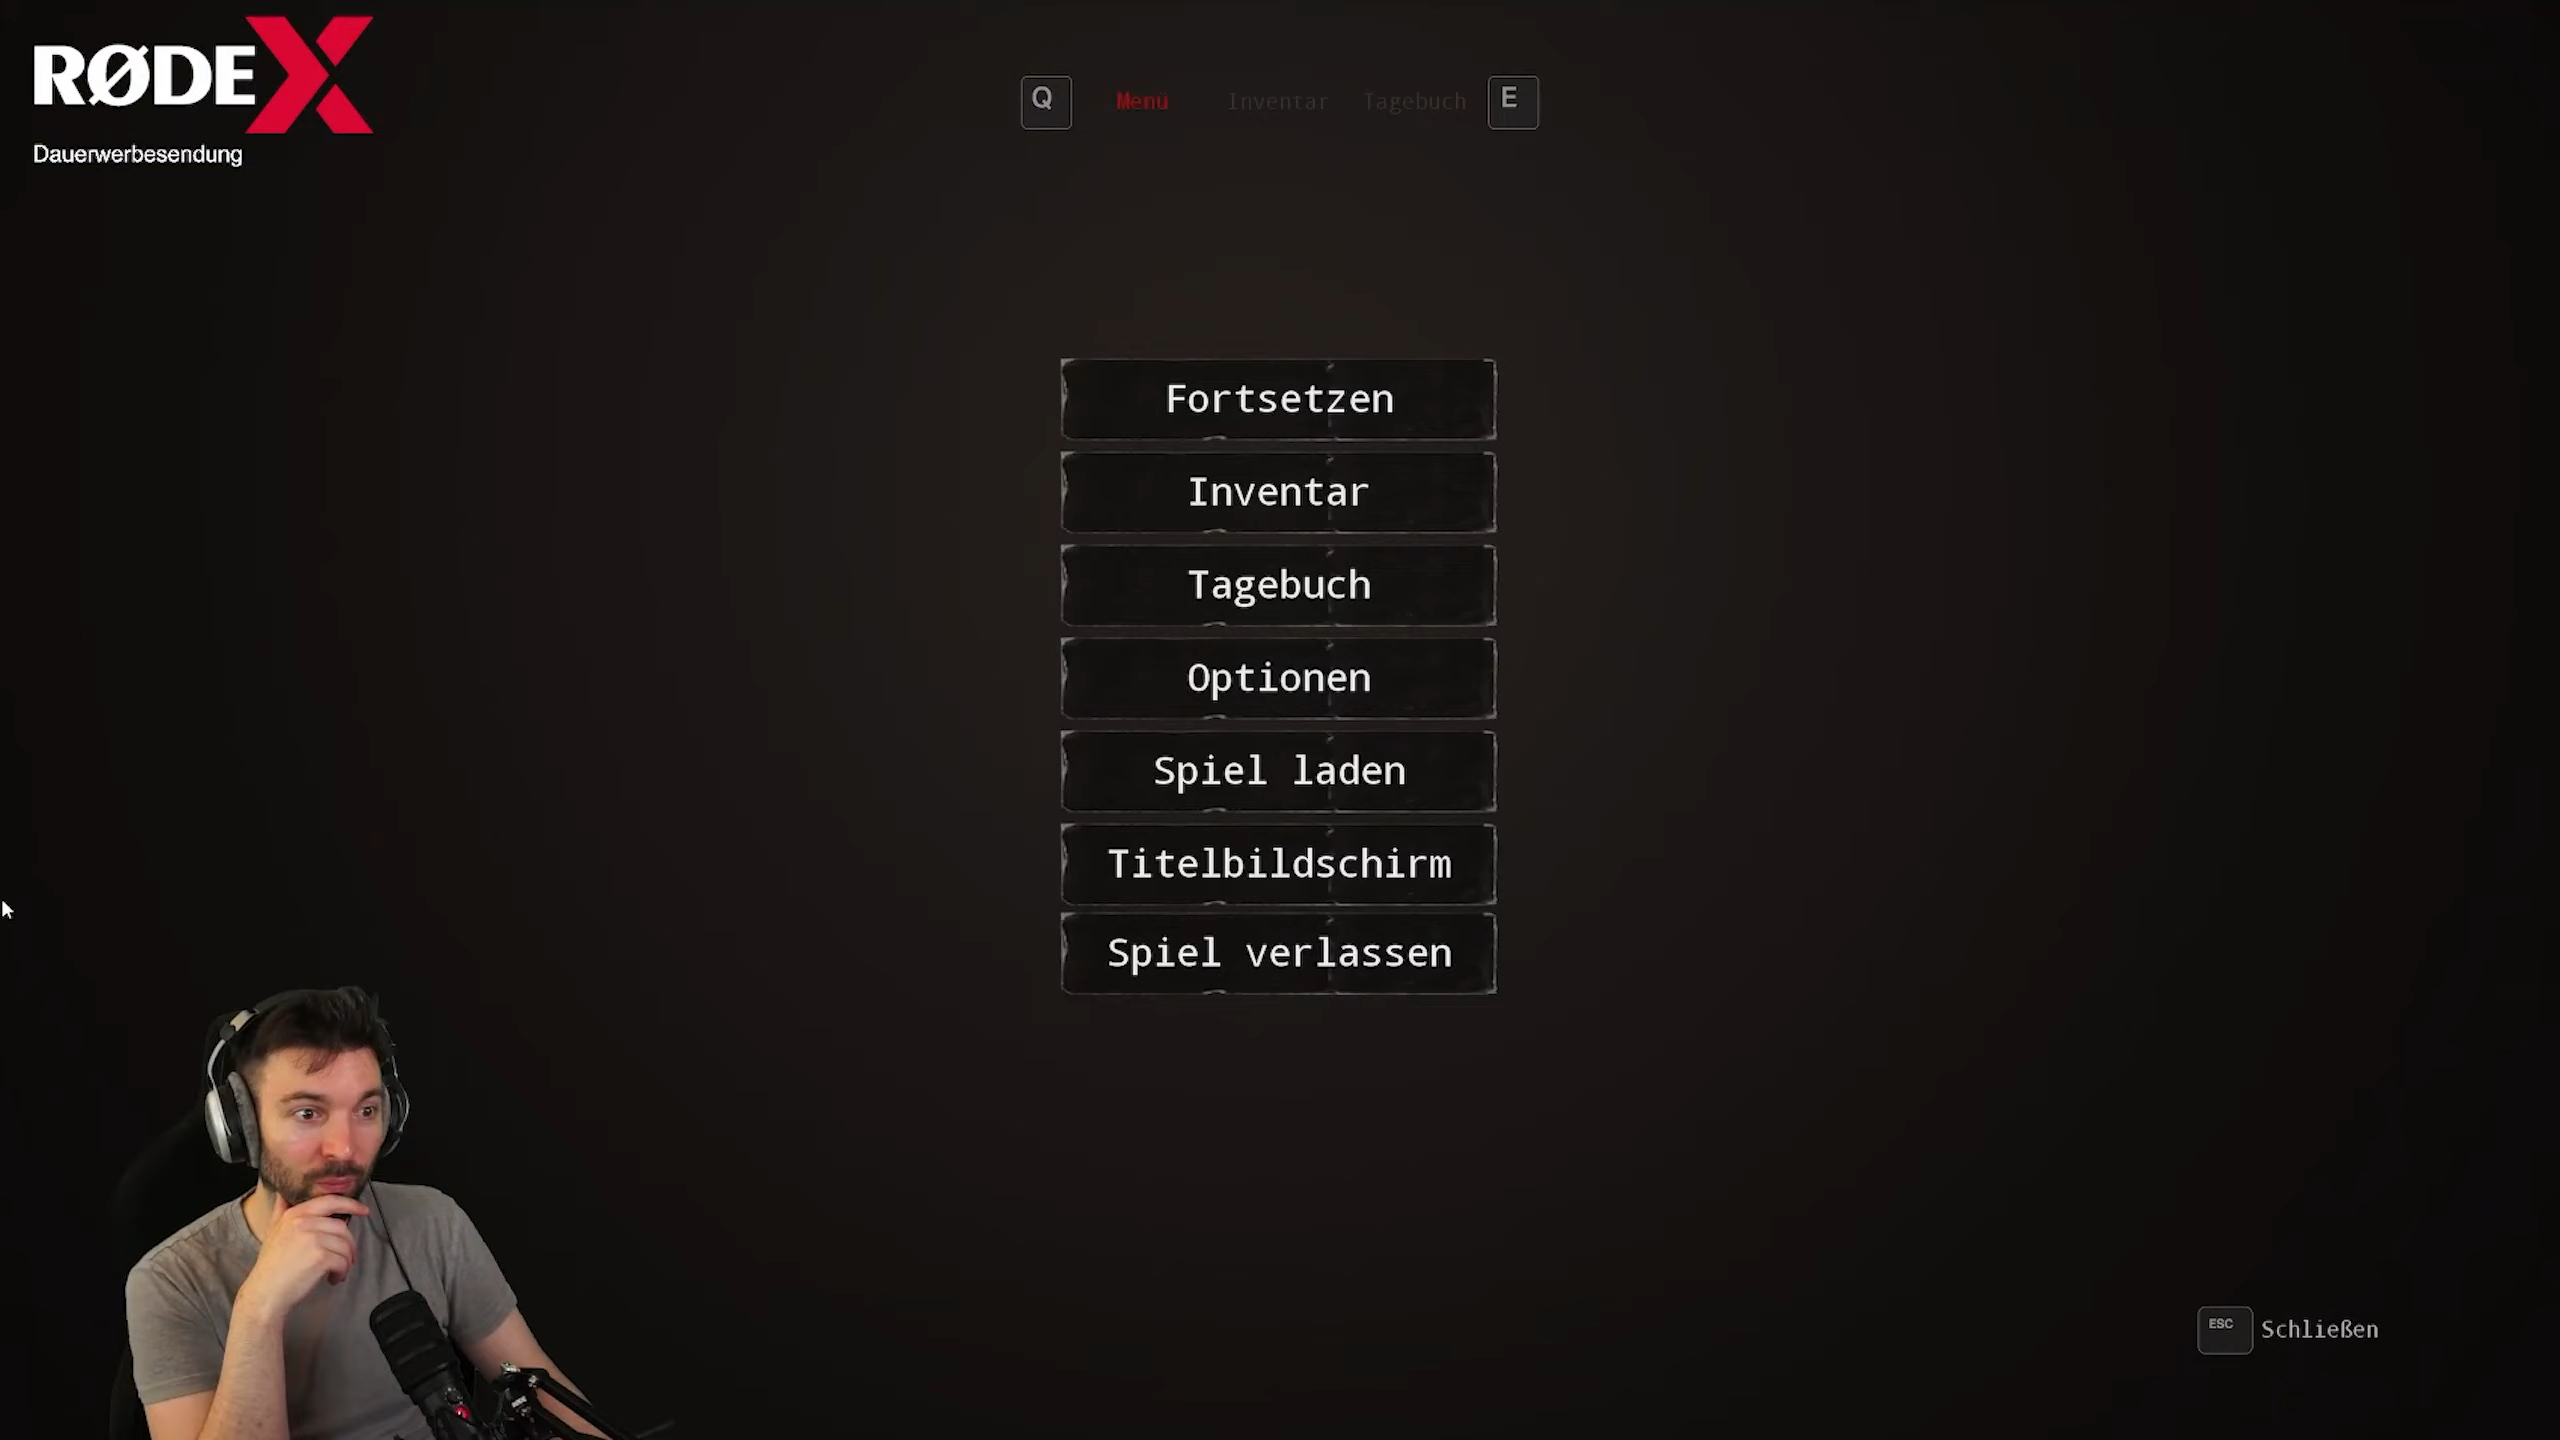 RØDE X
Dauerwerbesendung
Q Menü Inventar Tagebuch E
Fortsetzen
Inventar
Tagebuch
Optionen
Spiel laden
Titelbildschirm
Spiel verlassen
ESC Schließen